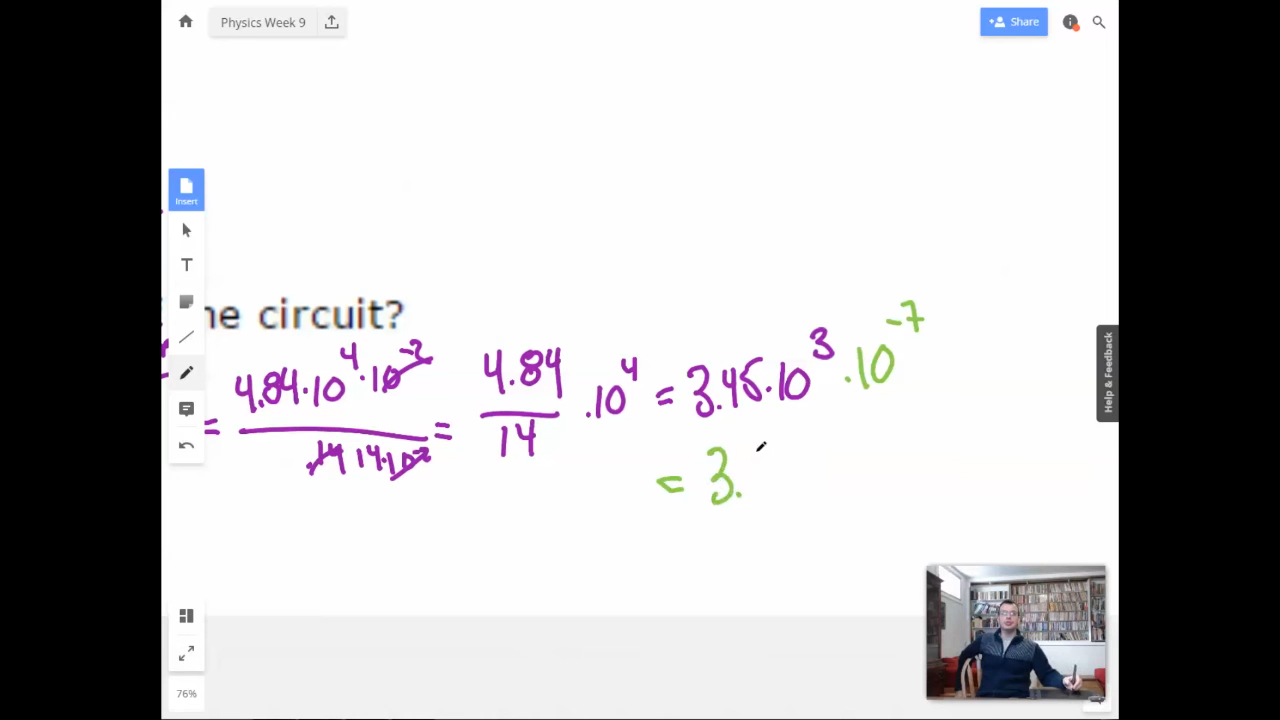 Physics Week 9
Share
Insert
T
he circuit?
= 4.84·10^4·10^-2 / .14 14·10^-2 = 4.84 / 14 ·10^4 = 3.45·10^3 ·10^-7
= 3.
Help & Feedback
76%